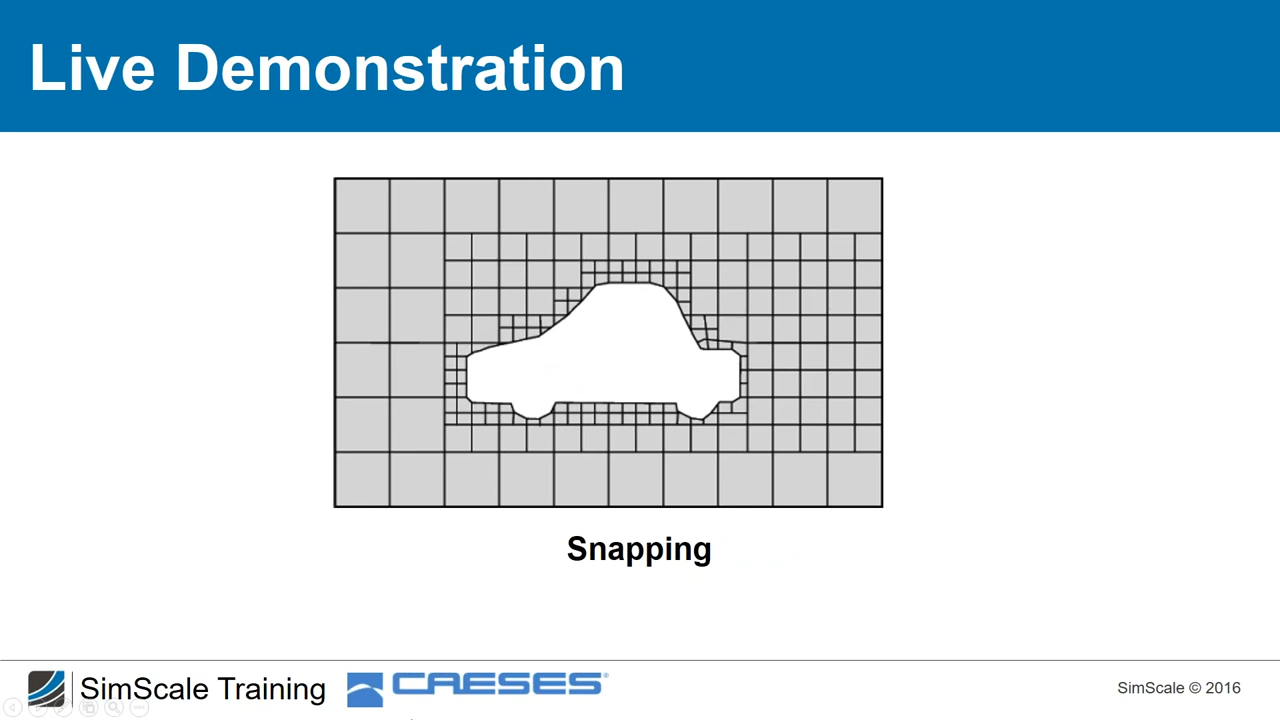 Live Demonstration
Snapping
SimScale Training
CAESES®
SimScale © 2016